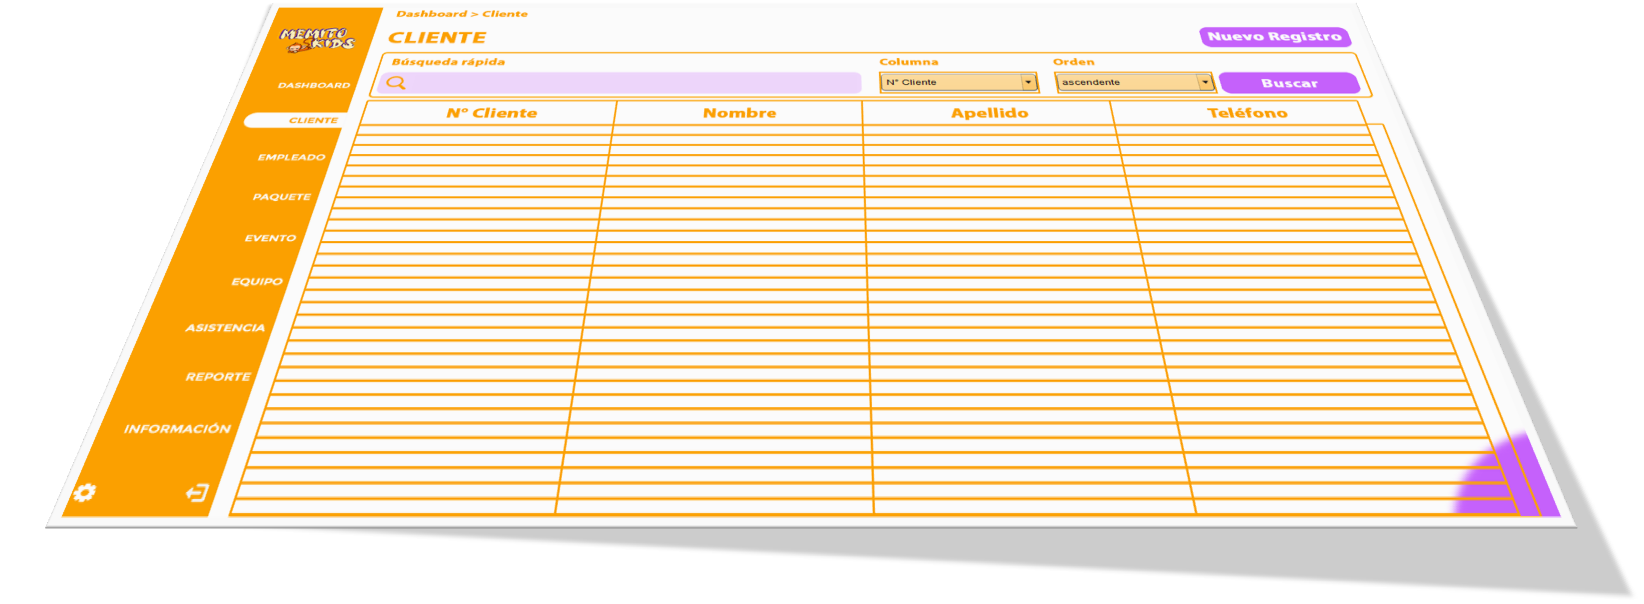 MEMITO
KIDS
DASHBOARD
CLIENTE
EMPLEADO
PAQUETE
EVENTO
EQUIPO
ASISTENCIA
REPORTE
INFORMACIÓN
Dashboard > Cliente
CLIENTE
Nuevo Registro
Búsqueda rápida
Columna
Orden
N° Cliente
ascendente
Buscar
Nº Cliente
Nombre
Apellido
Teléfono